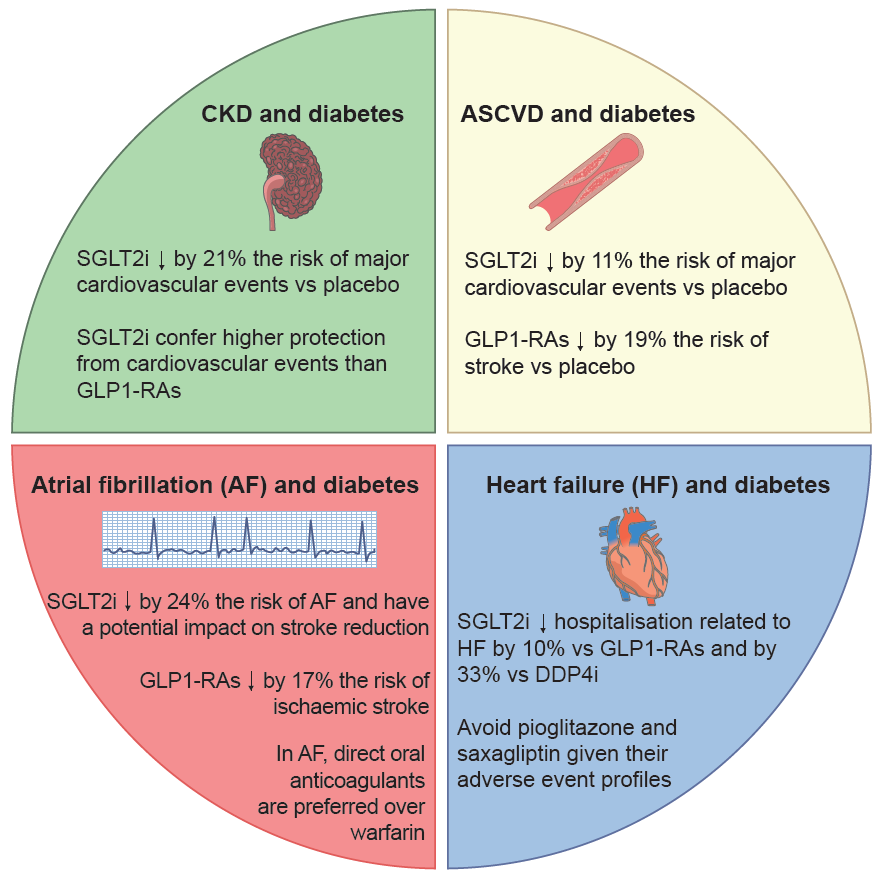 CKD and diabetes
SGLT2i ↓ by 21% the risk of major
cardiovascular events vs placebo
SGLT2i confer higher protection
from cardiovascular events than
GLP1-RAs
ASCVD and diabetes
SGLT2i ↓ by 11% the risk of major
cardiovascular events vs placebo
GLP1-RAs ↓ by 19% the risk of
stroke vs placebo
Atrial fibrillation (AF) and diabetes
SGLT2i ↓ by 24% the risk of AF and have
a potential impact on stroke reduction
GLP1-RAs ↓ by 17% the risk of
ischaemic stroke
In AF, direct oral
anticoagulants
are preferred over
warfarin
Heart failure (HF) and diabetes
SGLT2i ↓ hospitalisation related to
HF by 10% vs GLP1-RAs and by
33% vs DDP4i
Avoid pioglitazone and
saxagliptin given their
adverse event profiles